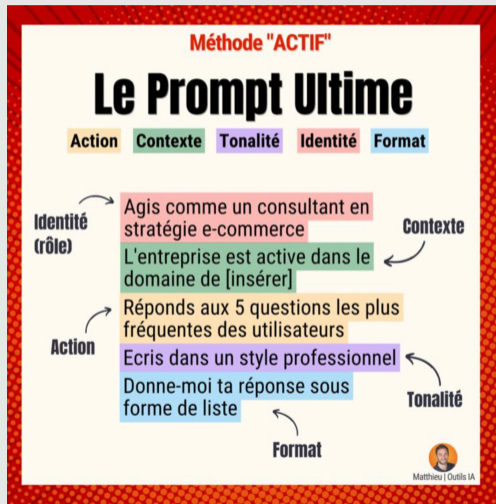 Méthode "ACTIF"
Le Prompt Ultime
Action Contexte Tonalité Identité Format
Identité
(rôle)
Agis comme un consultant en
stratégie e-commerce
Contexte
L'entreprise est active dans le
domaine de [insérer]
Action
Réponds aux 5 questions les plus
fréquentes des utilisateurs
Ecris dans un style professionnel
Tonalité
Donne-moi ta réponse sous
forme de liste
Format
Matthieu | Outils IA